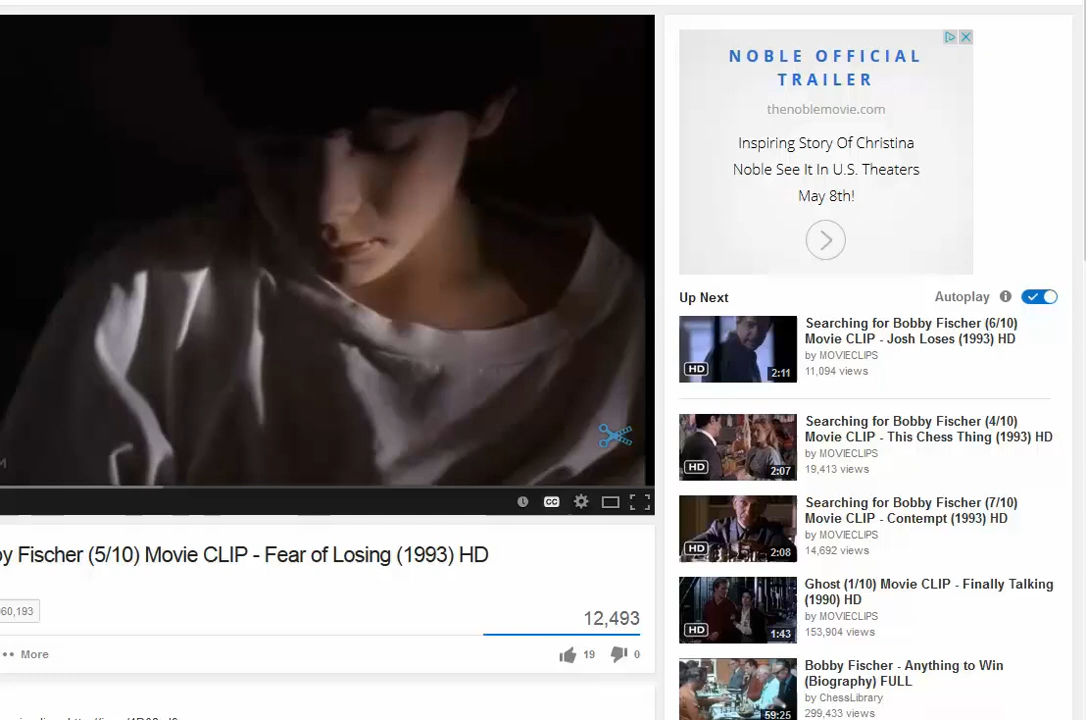 NOBLE OFFICIAL
TRAILER
thenoblemovie.com
Inspiring Story Of Christina
Noble See It In U.S. Theaters
May 8th!
Up Next
Autoplay
Searching for Bobby Fischer (6/10)
Movie CLIP - Josh Loses (1993) HD
by MOVIECLIPS
11,094 views
HD
2:11
Searching for Bobby Fischer (4/10)
Movie CLIP - This Chess Thing (1993) HD
by MOVIECLIPS
19,413 views
HD
2:07
Searching for Bobby Fischer (7/10)
Movie CLIP - Contempt (1993) HD
by MOVIECLIPS
14,692 views
HD
2:08
Ghost (1/10) Movie CLIP - Finally Talking
(1990) HD
by MOVIECLIPS
153,904 views
HD
1:43
Bobby Fischer - Anything to Win
(Biography) FULL
by ChessLibrary
299,433 views
59:25
CC
by Fischer (5/10) Movie CLIP - Fear of Losing (1993) HD
60,193
12,493
More
19
0